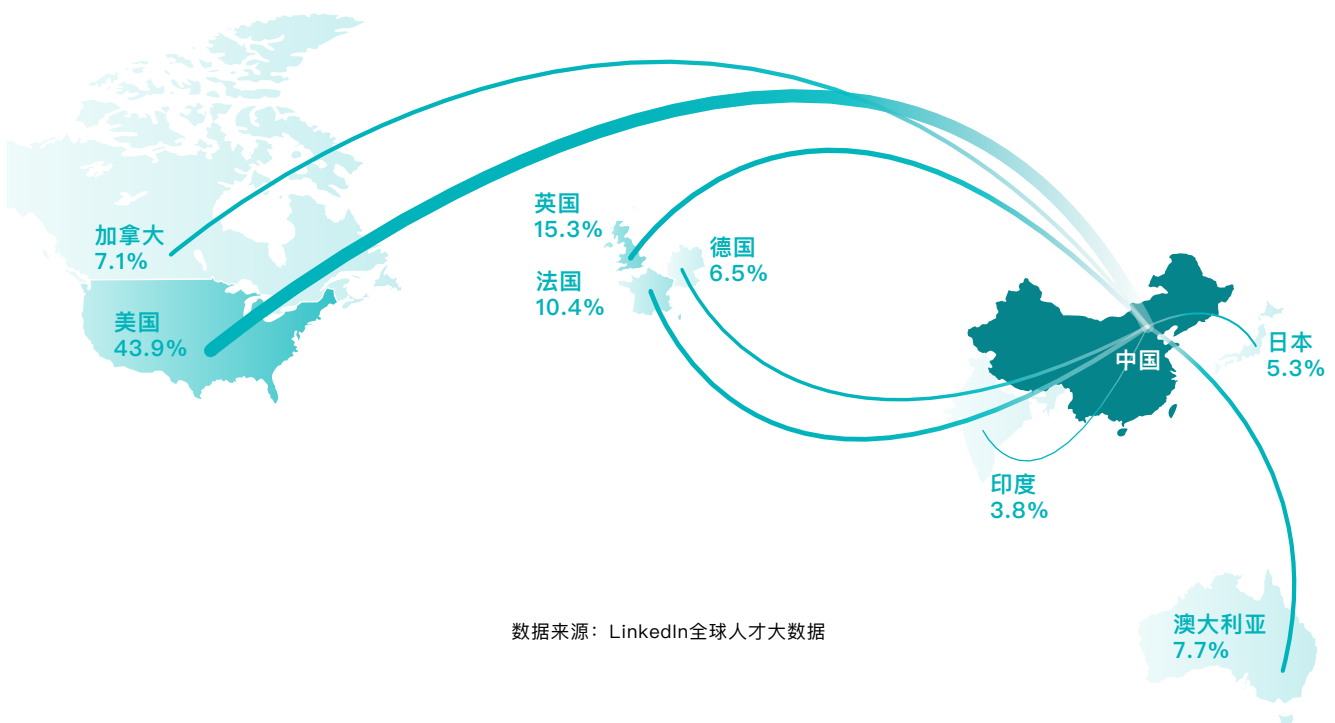 加拿大
7.1%
美国
43.9%
英国
15.3%
法国
10.4%
德国
6.5%
中国
日本
5.3%
印度
3.8%
澳大利亚
7.7%
数据来源：LinkedIn全球人才大数据